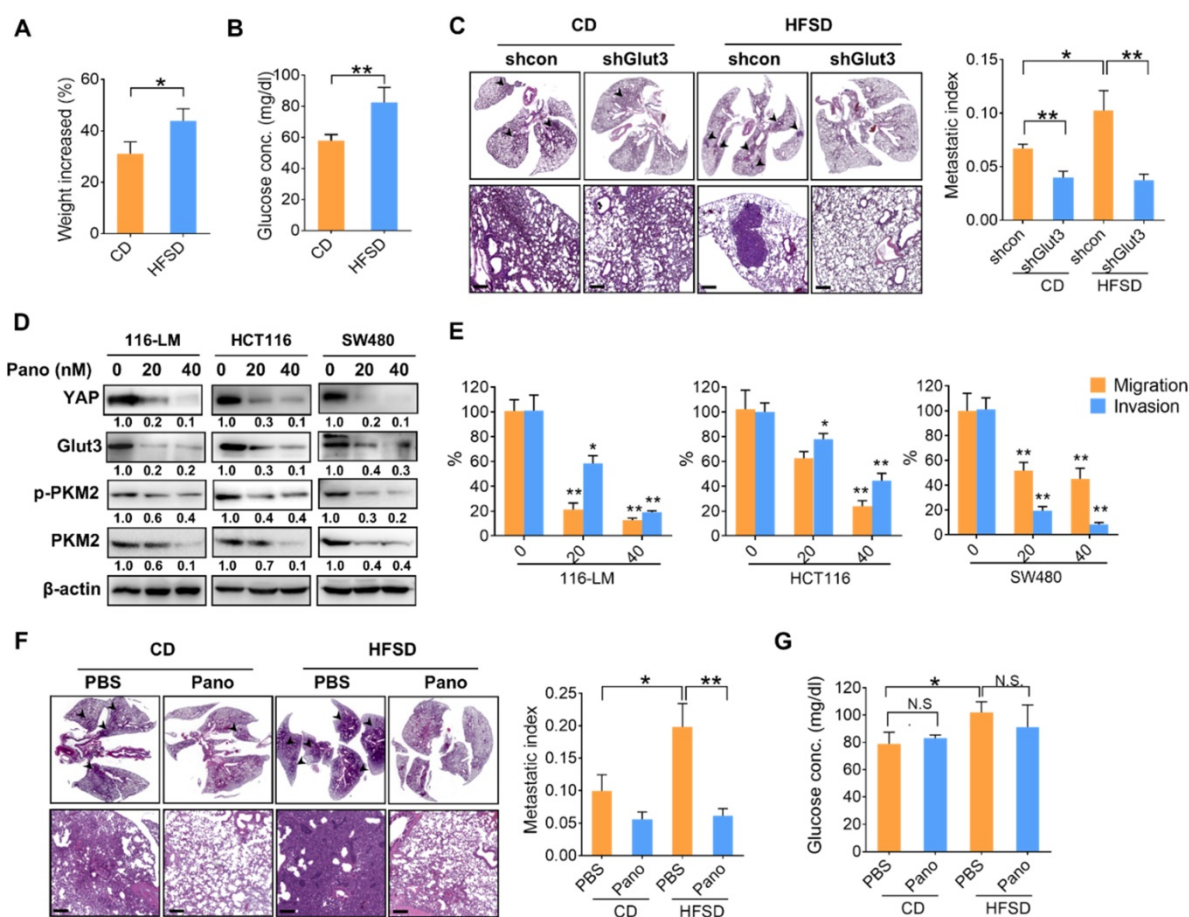 A
Weight increased (%)
60
40
20
0
*
CD
HFSD
B
Glucose conc. (mg/dl)
100
80
60
40
20
0
**
CD
HFSD
C
CD
HFSD
shcon
shGlut3
shcon
shGlut3
Metastatic index
0.15
0.10
0.05
0.00
*
**
**
shcon
shGlut3
shcon
shGlut3
CD
HFSD
D
116-LM
HCT116
SW480
Pano (nM)
0 20 40 0 20 40 0 20 40
YAP
1.0 0.2 0.1 1.0 0.3 0.1 1.0 0.2 0.1
Glut3
1.0 0.2 0.2 1.0 0.3 0.1 1.0 0.4 0.3
p-PKM2
1.0 0.6 0.4 1.0 0.4 0.4 1.0 0.3 0.2
PKM2
1.0 0.6 0.1 1.0 0.7 0.1 1.0 0.4 0.4
β-actin
E
Migration
Invasion
%
120
100
80
60
40
20
0
**
*
**
**
0
20
40
116-LM
%
120
100
80
60
40
20
0
*
**
**
0
20
40
HCT116
%
120
100
80
60
40
20
0
**
**
**
**
0
20
40
SW480
F
CD
HFSD
PBS
Pano
PBS
Pano
Metastatic index
0.25
0.20
0.15
0.10
0.05
0.00
*
**
PBS
Pano
PBS
Pano
CD
HFSD
G
Glucose conc. (mg/dl)
120
100
80
60
40
20
0
*
N.S
N.S.
PBS
Pano
PBS
Pano
CD
HFSD